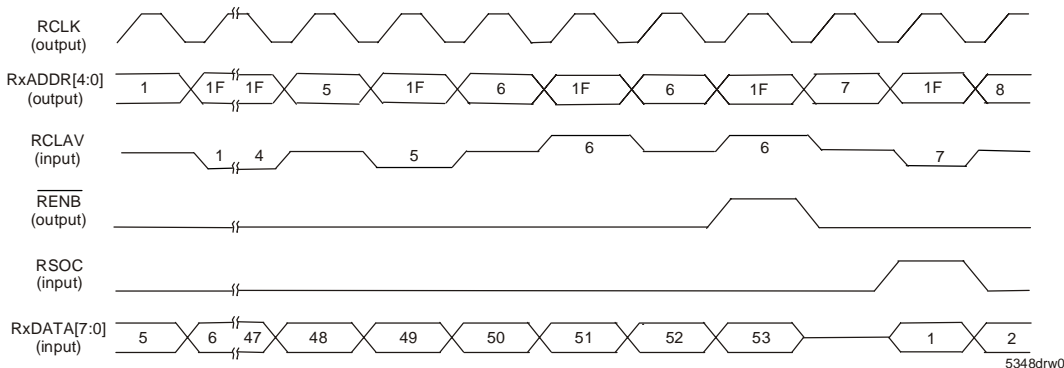 RCLK
(output)
RxADDR[4:0]
(output)
1 1F 1F 5 1F 6 1F 6 1F 7 1F 8
RCLAV
(input)
1 4 5 6 6 7
RENB
(output)
RSOC
(input)
RxDATA[7:0]
(input)
5 6 47 48 49 50 51 52 53 1 2
5348drw0